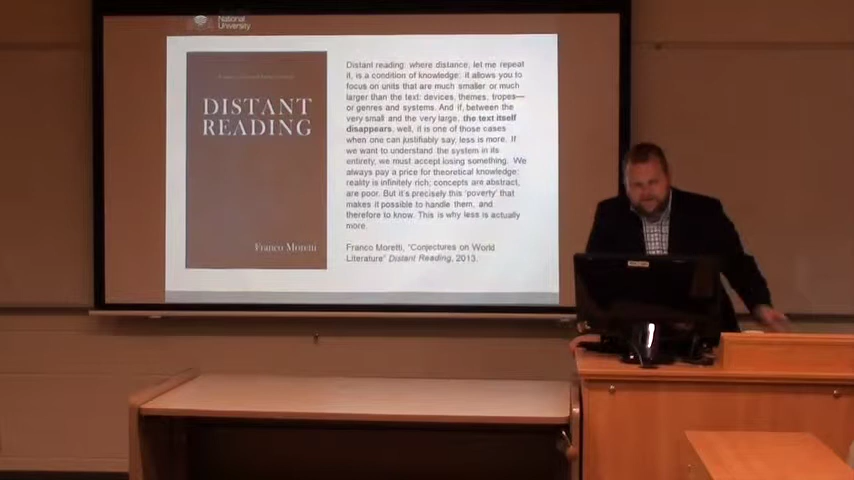 National
University
DISTANT
READING
Franco Moretti
Distant reading: where distance, let me repeat
it, is a condition of knowledge: it allows you to
focus on units that are much smaller or much
larger than the text: devices, themes, tropes—
or genres and systems. And if, between the
very small and the very large, the text itself
disappears, well, it is one of those cases
when one can justifiably say, less is more. If
we want to understand the system in its
entirety, we must accept losing something. We
always pay a price for theoretical knowledge:
reality is infinitely rich; concepts are abstract,
are poor. But it's precisely this 'poverty' that
makes it possible to handle them, and
therefore to know. This is why less is actually
more.
Franco Moretti, "Conjectures on World
Literature" Distant Reading, 2013.